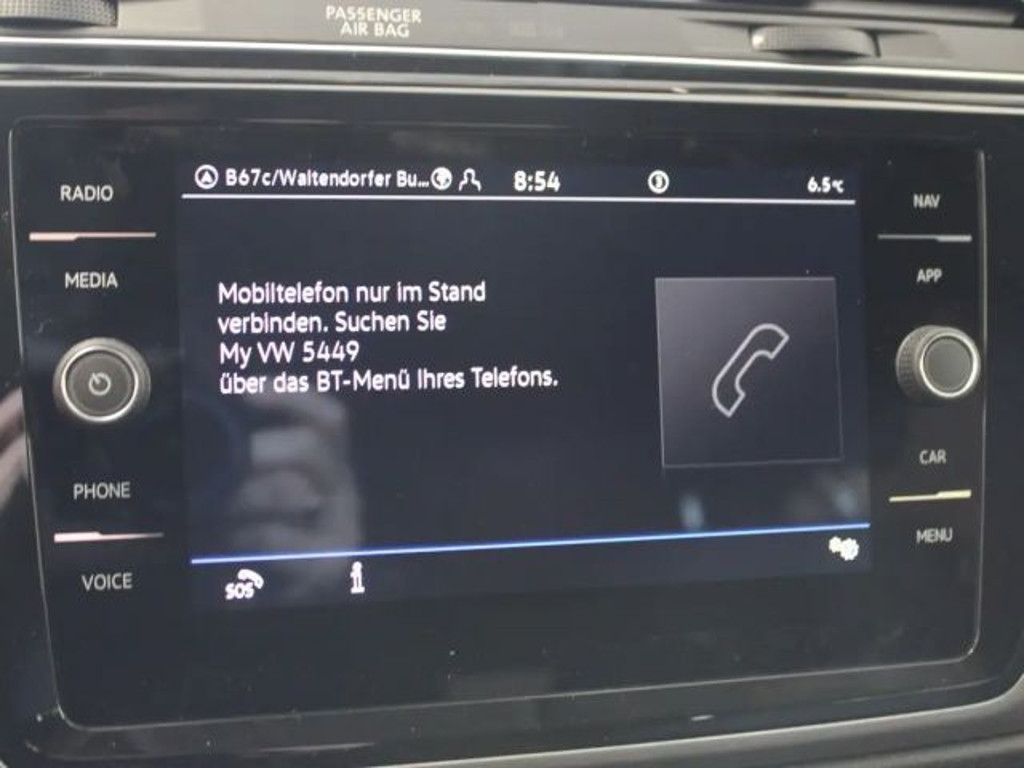 PASSENGER
AIR BAG
RADIO
MEDIA
PHONE
VOICE
B67c/Waltendorfer Bu... 8:54 6.5°C
Mobiltelefon nur im Stand
verbinden. Suchen Sie
My VW 5449
über das BT-Menü Ihres Telefons.
SOS
NAV
APP
CAR
MENU